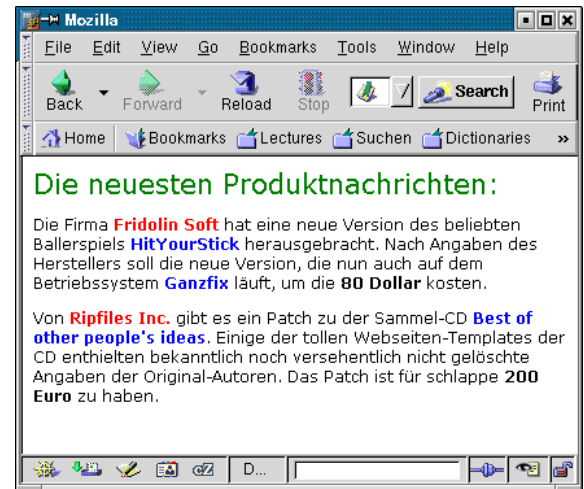 Mozilla
File Edit View Go Bookmarks Tools Window Help
Back Forward Reload Stop Search Print
Home Bookmarks Lectures Suchen Dictionaries »
Die neuesten Produktnachrichten:
Die Firma Fridolin Soft hat eine neue Version des beliebten
Ballerspiels HitYourStick herausgebracht. Nach Angaben des
Herstellers soll die neue Version, die nun auch auf dem
Betriebssystem Ganzfix läuft, um die 80 Dollar kosten.
Von Ripfiles Inc. gibt es ein Patch zu der Sammel-CD Best of
other people's ideas. Einige der tollen Webseiten-Templates der
CD enthielten bekanntlich noch versehentlich nicht gelöschte
Angaben der Original-Autoren. Das Patch ist für schlappe 200
Euro zu haben.
D...